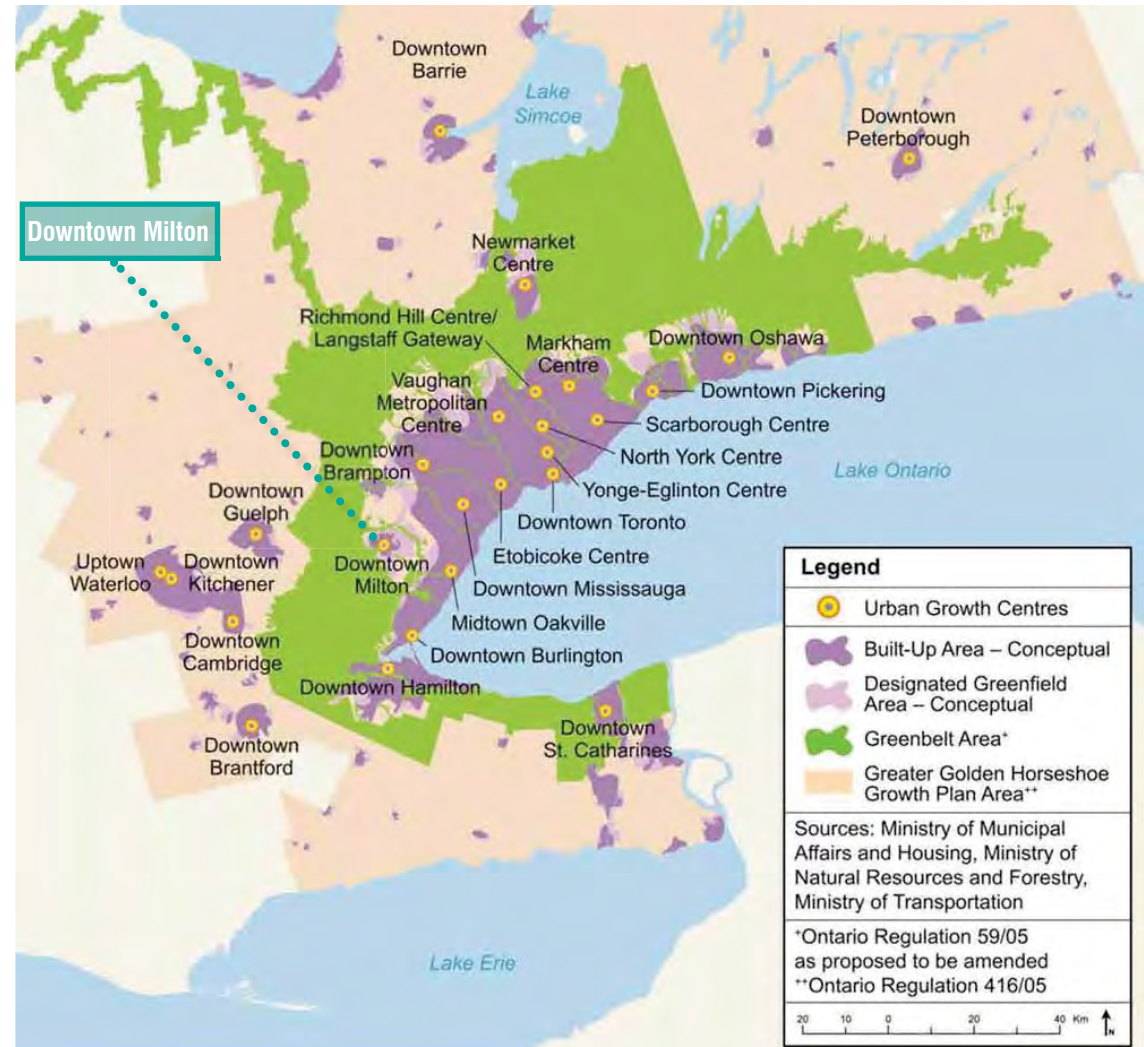 Downtown
Barrie
Lake
Simcoe
Downtown
Peterborough
Downtown Milton
Newmarket
Centre
Richmond Hill Centre/
Langstaff Gateway
Markham
Centre
Downtown Oshawa
Vaughan
Metropolitan
Centre
Downtown Pickering
Scarborough Centre
Downtown
Brampton
North York Centre
Lake Ontario
Yonge-Eglinton Centre
Downtown
Guelph
Downtown Toronto
Etobicoke Centre
Uptown
Waterloo
Downtown
Kitchener
Downtown
Milton
Downtown Mississauga
Midtown Oakville
Downtown
Cambridge
Downtown Burlington
Downtown Hamilton
Downtown
St. Catharines
Downtown
Brantford
Lake Erie
Legend
Urban Growth Centres
Built-Up Area – Conceptual
Designated Greenfield
Area – Conceptual
Greenbelt Area+
Greater Golden Horseshoe
Growth Plan Area++
Sources: Ministry of Municipal
Affairs and Housing, Ministry of
Natural Resources and Forestry,
Ministry of Transportation
+Ontario Regulation 59/05
as proposed to be amended
++Ontario Regulation 416/05
20 10 0 20 40 Km
N